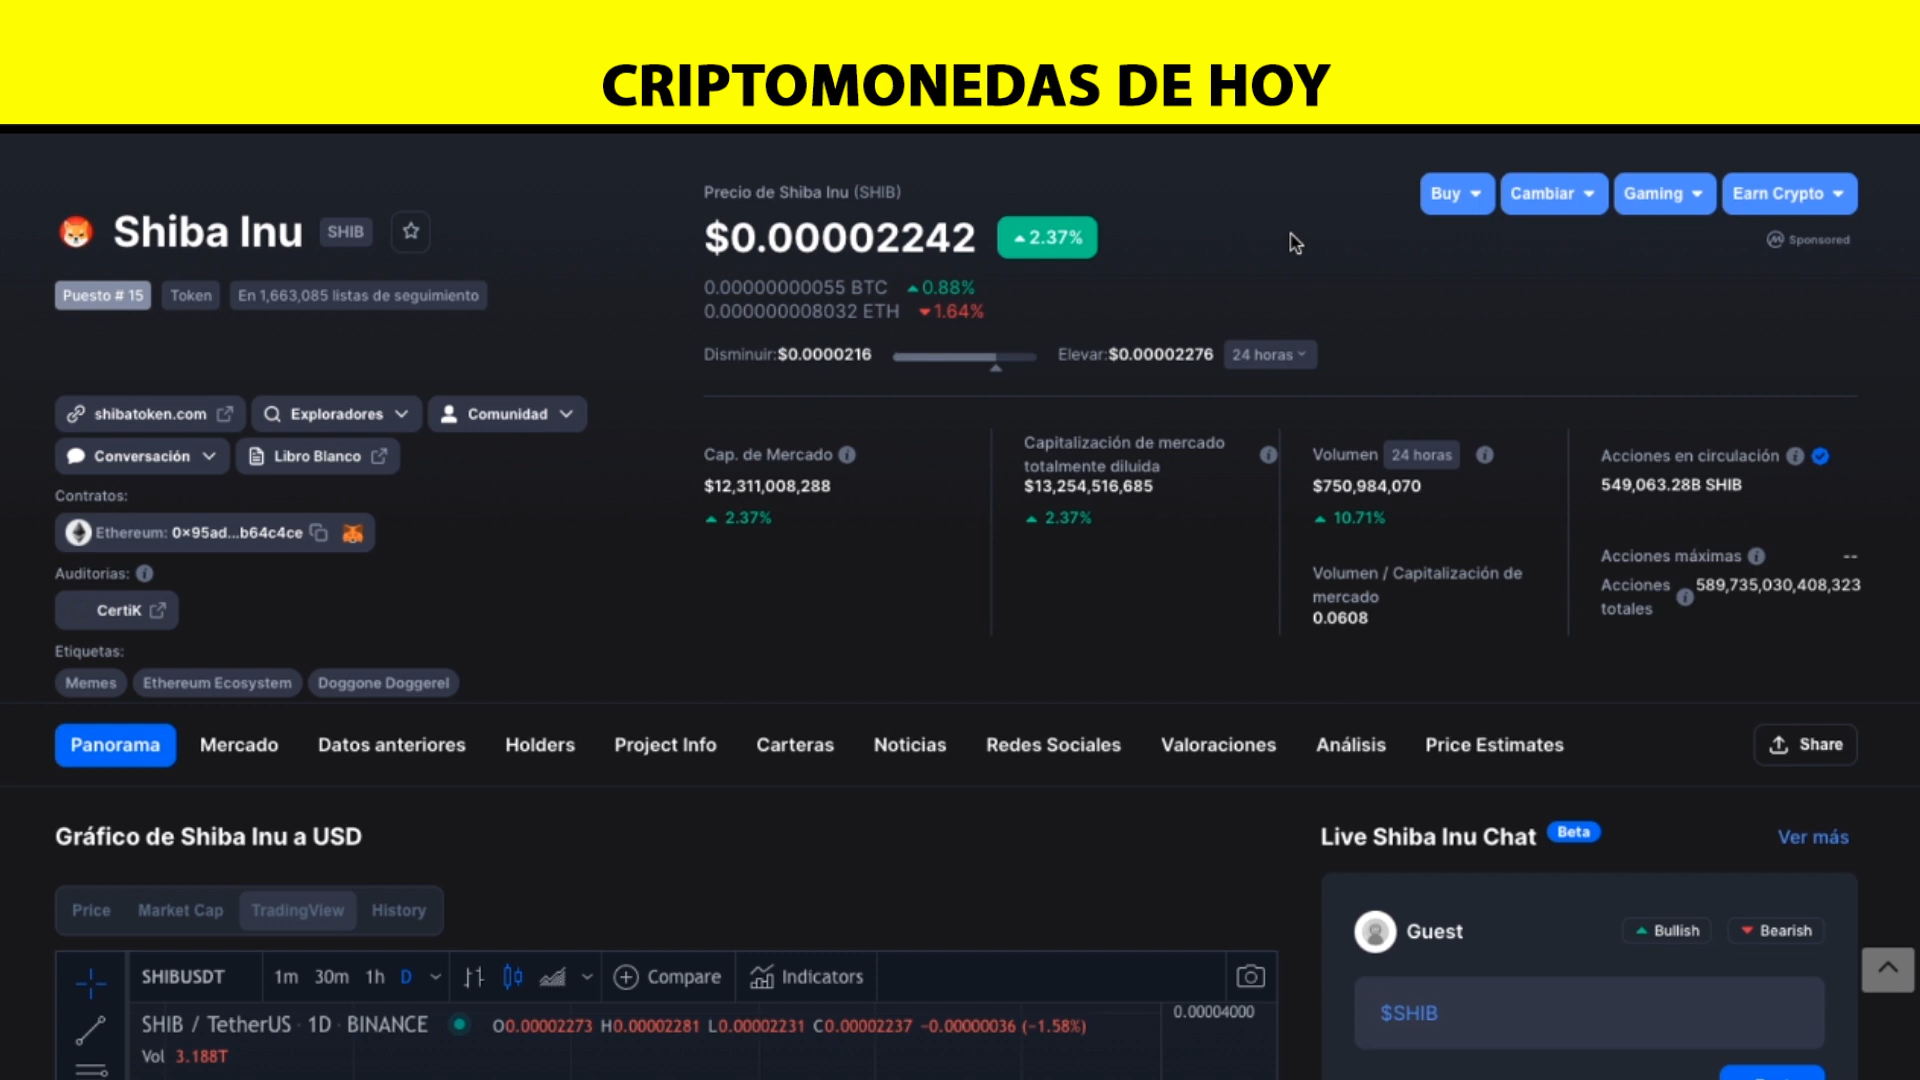 CRIPTOMONEDAS DE HOY
Shiba Inu SHIB
Puesto # 15 Token En 1,663,085 listas de seguimiento
shibatoken.com Exploradores Comunidad
Conversación Libro Blanco
Contratos:
Ethereum: 0×95ad...b64c4ce
Auditorias:
CertiK
Etiquetas:
Memes Ethereum Ecosystem Doggone Doggerel
Precio de Shiba Inu (SHIB)
$0.00002242 2.37%
0.00000000055 BTC 0.88%
0.000000008032 ETH 1.64%
Disminuir:$0.0000216 Elevar:$0.00002276 24 horas
Buy Cambiar Gaming Earn Crypto
Sponsored
Cap. de Mercado
$12,311,008,288
2.37%
Capitalización de mercado
totalmente diluida
$13,254,516,685
2.37%
Volumen 24 horas
$750,984,070
10.71%
Volumen / Capitalización de
mercado
0.0608
Acciones en circulación
549,063.28B SHIB
Acciones máximas --
Acciones 589,735,030,408,323
totales
Panorama Mercado Datos anteriores Holders Project Info Carteras Noticias Redes Sociales Valoraciones Análisis Price Estimates Share
Gráfico de Shiba Inu a USD
Price Market Cap TradingView History
SHIBUSDT 1m 30m 1h D Compare Indicators
SHIB / TetherUS · 1D · BINANCE O0.00002273 H0.00002281 L0.00002231 C0.00002237 −0.00000036 (−1.58%)
Vol 3.188T
0.00004000
Live Shiba Inu Chat Beta Ver más
Guest Bullish Bearish
$SHIB